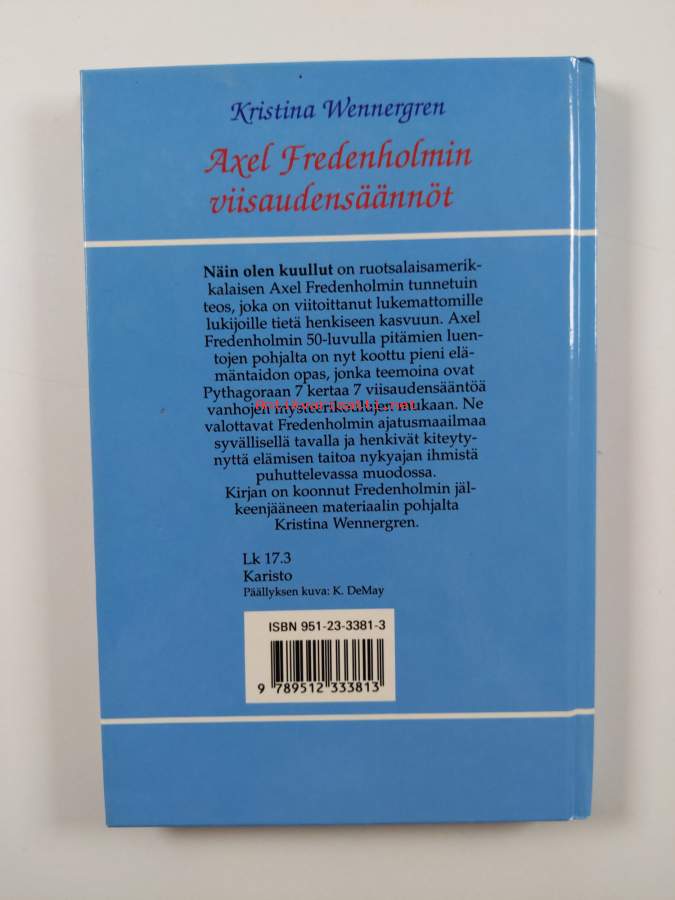 Kristina Wennergren
Axel Fredenholmin
viisaudensäännöt
Näin olen kuullut on ruotsalaisamerik-
kalaisen Axel Fredenholmin tunnetuin
teos, joka on viitoittanut lukemattomille
lukijoille tietä henkiseen kasvuun. Axel
Fredenholmin 50-luvulla pitämien luen-
tojen pohjalta on nyt koottu pieni elä-
mäntaidon opas, jonka teemoina ovat
Pythagoraan 7 kertaa 7 viisaudensääntöä
vanhojen mysteerikoulujen mukaan. Ne
valottavat Fredenholmin ajatusmaailmaa
syvällisellä tavalla ja henkivät kiteyty-
nyttä elämisen taitoa nykyajan ihmistä
puhuttelevassa muodossa.
Kirjan on koonnut Fredenholmin jäl-
keenjääneen materiaalin pohjalta
Kristina Wennergren.
Lk 17.3
Karisto
Päällyksen kuva: K. DeMay
ISBN 951-23-3381-3
9 789512 333813